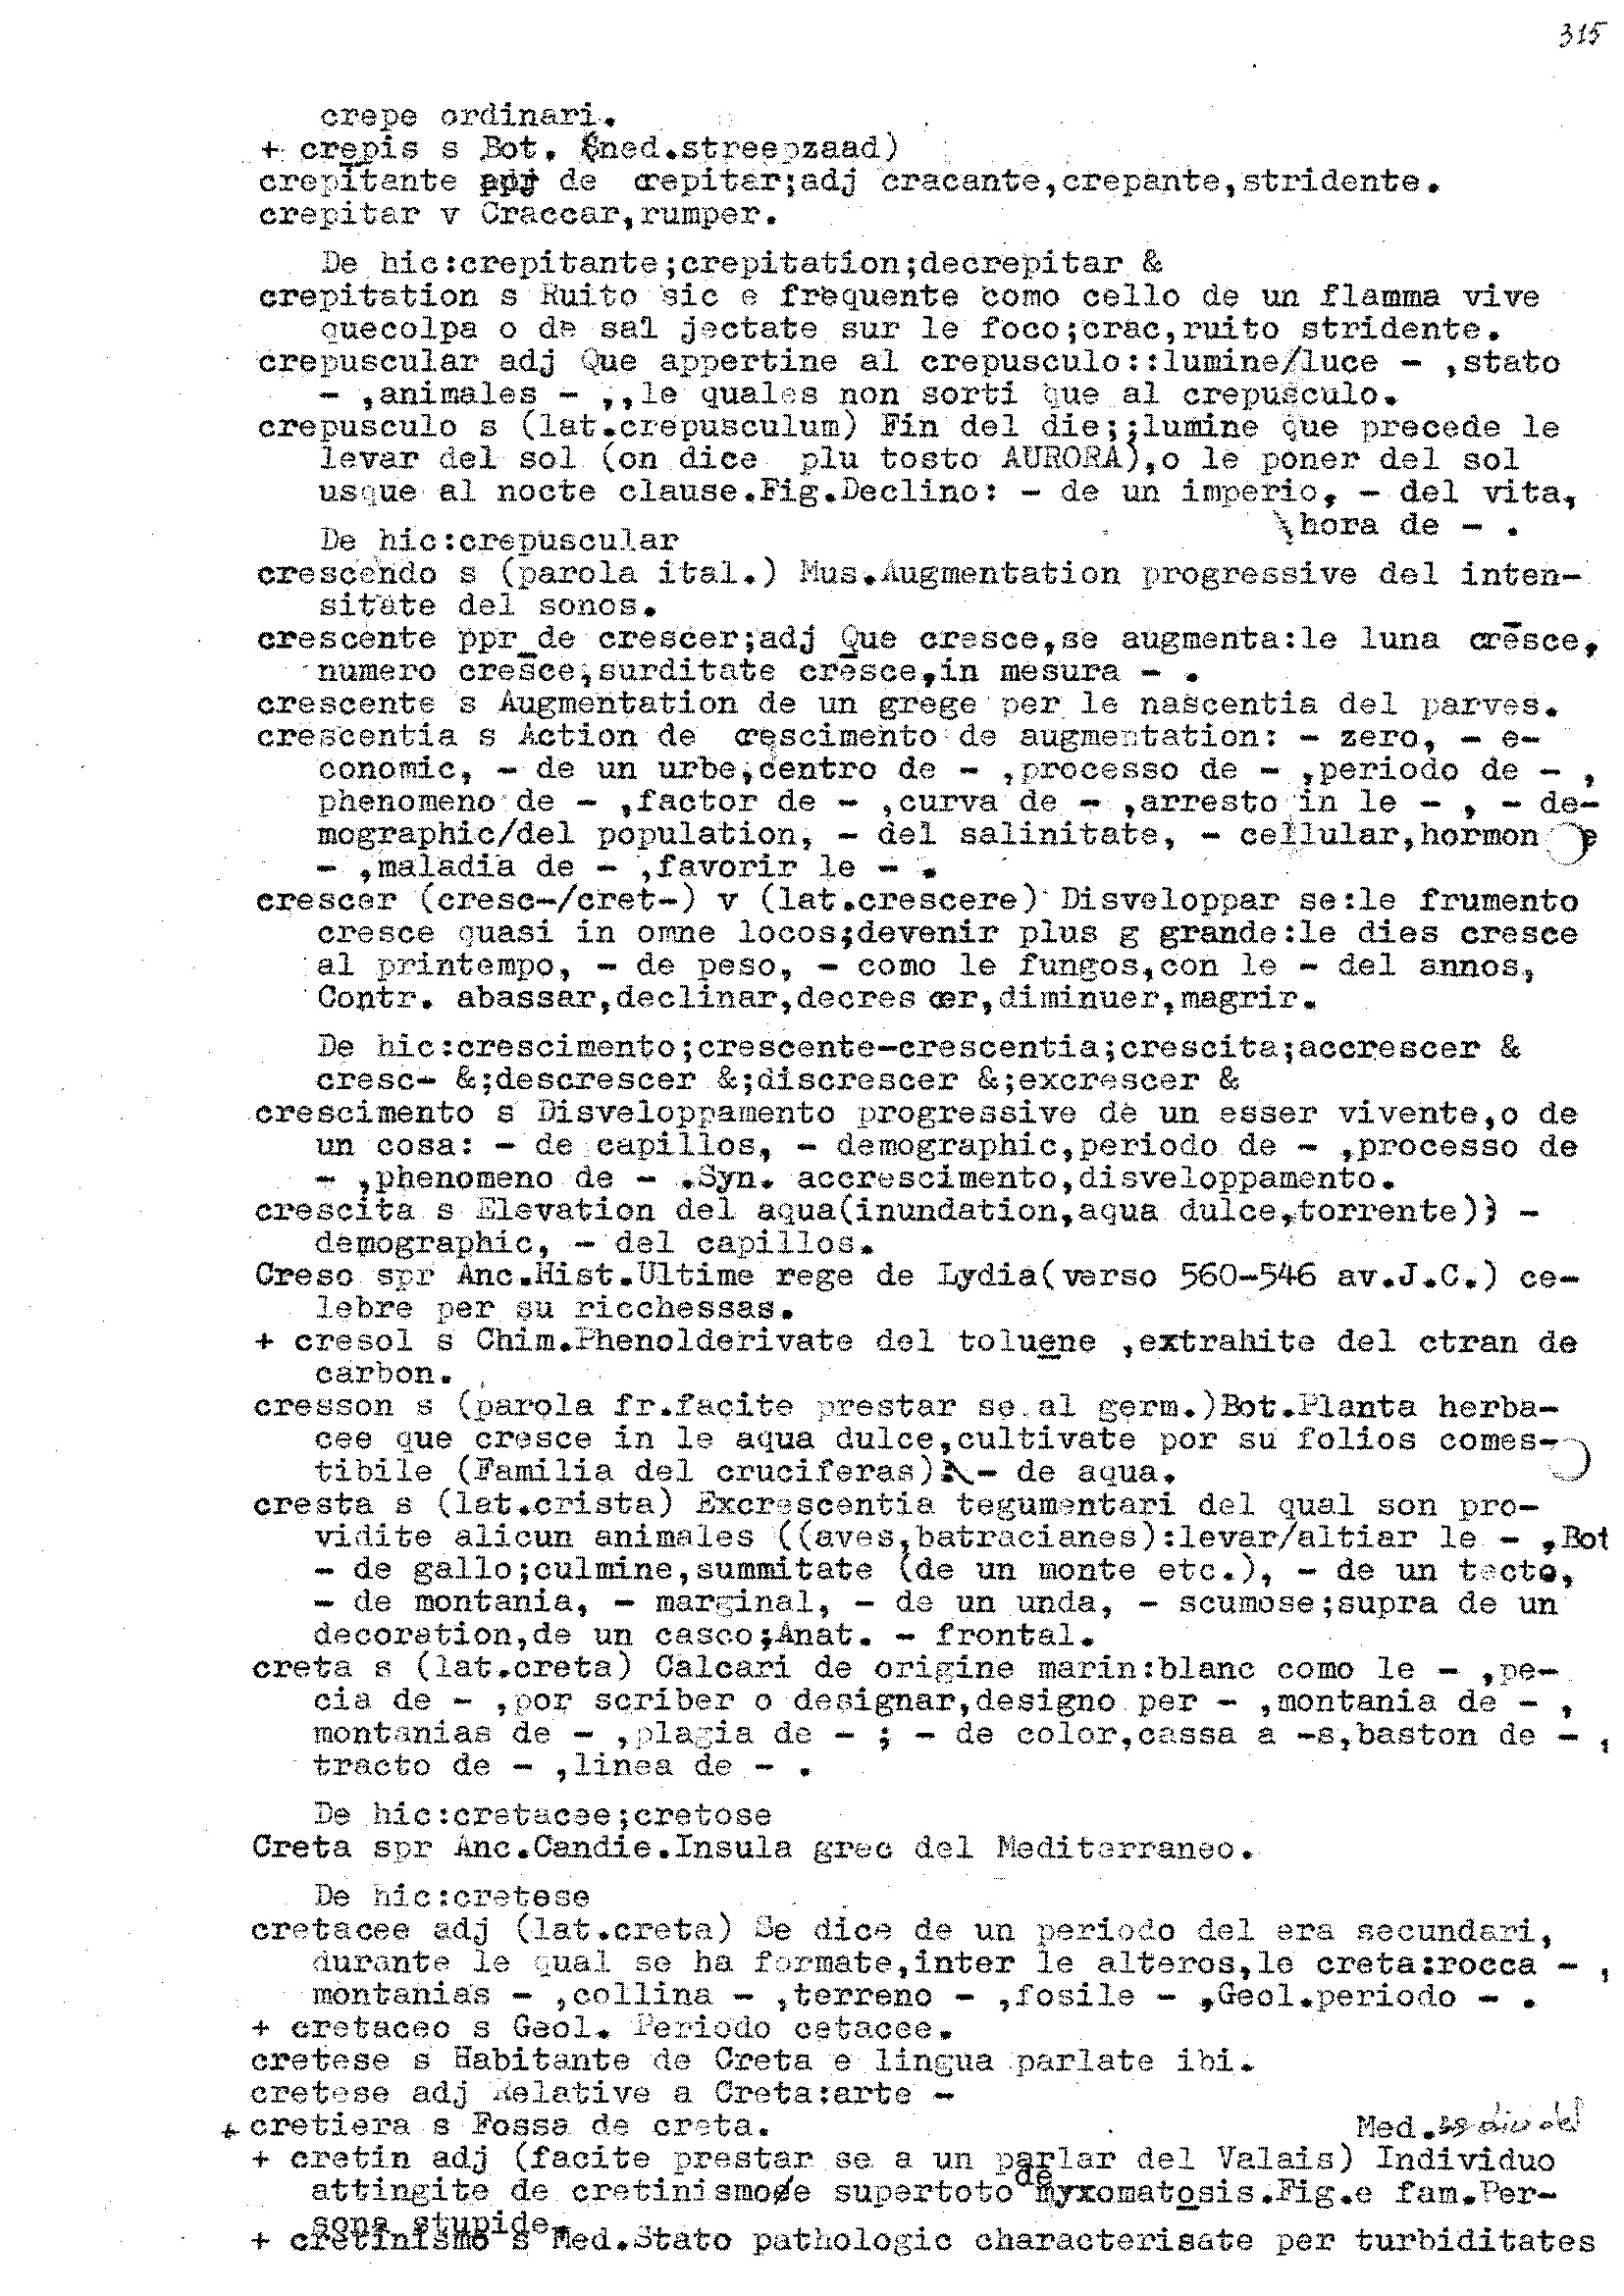 315
crepe ordinari.
+ crepis s Bot. (ned.streepzaad)
crepitante ppr de crepitar;adj cracante,crepante,stridente.
crepitar v Craccar,rumper.
De hic:crepitante;crepitation;decrepitar &
crepitation s Ruito sic e frequente como cello de un flamma vive
quecolpa o de sal jectate sur le foco;crac,ruito stridente.
crepuscular adj Que appertine al crepusculo::lumine/luce - ,stato
- ,animales - ,,le quales non sorti que al crepusculo.
crepusculo s (lat.crepusculum) Fin del die;;lumine que precede le
levar del sol (on dice plu tosto AURORA),o le poner del sol
usque al nocte clause.Fig.Declino: - de un imperio, - del vita,
\hora de - .
De hic:crepuscular
crescendo s (parola ital.) Mus.Augmentation progressive del inten-
sitate del sonos.
crescente ppr de crescer;adj Que cresce,se augmenta:le luna cresce,
numero cresce,surditate cresce,in mesura - .
crescente s Augmentation de un grege per le nascentia del parves.
crescentia s Action de crescimento de augmentation: - zero, - e-
conomic, - de un urbe,centro de - ,processo de - ,periodo de - ,
phenomeno de - ,factor de - ,curva de - ,arresto in le - , - de-
mographic/del population, - del salinitate, - cellular,hormon e
- ,maladia de - ,favorir le - .
crescer (cresc-/cret-) v (lat.crescere) Disveloppar se:le frumento
cresce quasi in omne locos;devenir plus g grande:le dies cresce
al printempo, - de peso, - como le fungos,con le - del annos,
Contr. abassar,declinar,decres cer,diminuer,magrir.
De hic:crescimento;crescente-crescentia;crescita;accrescer &
cresc- &;descrescer &;discrescer &;excrescer &
crescimento s Disveloppamento progressive de un esser vivente,o de
un cosa: - de capillos, - demographic,periodo de - ,processo de
- ,phenomeno de - .Syn. accrescimento,disveloppamento.
crescita s Elevation del aqua(inundation,aqua dulce,torrente)} -
demographic, - del capillos.
Creso spr Anc.Hist.Ultime rege de Lydia(verso 560-546 av.J.C.) ce-
lebre per su ricchessas.
+ cresol s Chim.Phenolderivate del toluene ,extrahite del ctran de
carbon.
cresson s (parola fr.facite prestar se al germ.)Bot.Planta herba-
cee que cresce in le aqua dulce,cultivate por su folios comes-
tibile (Familia del cruciferas): - de aqua.
cresta s (lat.crista) Excrescentia tegumentari del qual son pro-
vidite alicun animales ((aves,batracianes):levar/altiar le - ,Bot
- de gallo;culmine,summitate (de un monte etc.), - de un tecto,
- de montania, - marginal, - de un unda, - scumose;supra de un
decoration,de un casco;Anat. - frontal.
creta s (lat.creta) Calcari de origine marin:blanc como le - ,pe-
cia de - ,por scriber o designar,designo per - ,montania de - ,
montanias de - ,plagia de - ; - de color,cassa a -s,baston de - ,
tracto de - ,linea de - .
De hic:cretacee;cretose
Creta spr Anc.Candie.Insula grec del Mediterraneo.
De hic:cretese
cretacee adj (lat.creta) Se dice de un periodo del era secundari,
durante le qual se ha formate,inter le alteros,le creta:rocca - ,
montanias - ,collina - ,terreno - ,fosile - ,Geol.periodo - .
+ cretaceo s Geol. Periodo cetacee.
cretese s Habitante de Creta e lingua parlate ibi.
cretese adj Relative a Creta:arte -
+ cretiera s Fossa de creta. Med.
+ cretin adj (facite prestar se a un parlar del Valais) Individuo
attingite de cretinismo e supertoto de myxomatosis.Fig.e fam.Per-
sona stupide.
+ cretinismo s Med.Stato pathologic characterisate per turbiditates